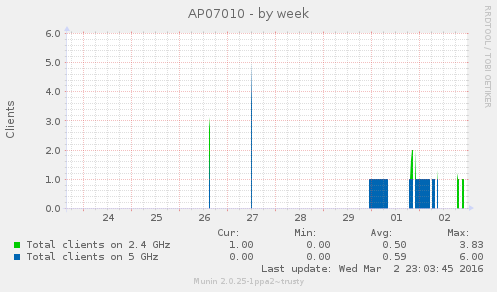 AP07010 - by week
RRDTOOL / TOBI OETIKER
Clients
6.0
5.0
4.0
3.0
2.0
1.0
0.0
24 25 26 27 28 29 01 02
Cur: Min: Avg: Max:
Total clients on 2.4 GHz 1.00 0.00 0.50 3.83
Total clients on 5 GHz 0.00 0.00 0.59 6.00
Last update: Wed Mar 2 23:03:45 2016
Munin 2.0.25-1ppa2~trusty